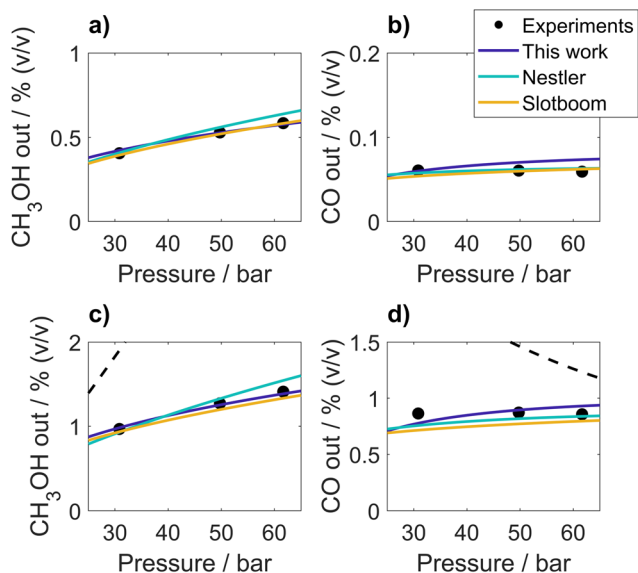 a)
b)
Experiments
This work
Nestler
Slotboom
CH3OH out / % (v/v)
1
0.5
0
30 40 50 60
Pressure / bar
CO out / % (v/v)
0.2
0.1
0
30 40 50 60
Pressure / bar
c)
d)
CH3OH out / % (v/v)
2
1
0
30 40 50 60
Pressure / bar
CO out / % (v/v)
1.5
1
0.5
0
30 40 50 60
Pressure / bar